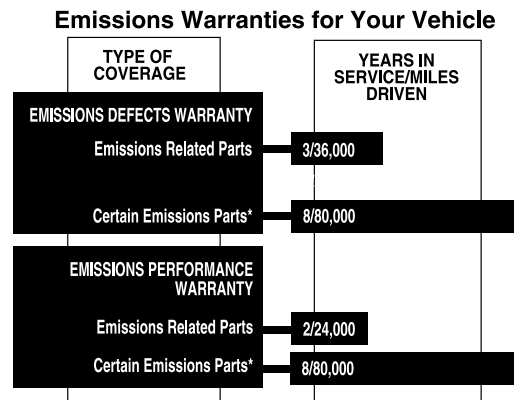 Emissions Warranties for Your Vehicle
TYPE OF
COVERAGE
YEARS IN
SERVICE/MILES
DRIVEN
EMISSIONS DEFECTS WARRANTY
Emissions Related Parts
3/36,000
Certain Emissions Parts*
8/80,000
EMISSIONS PERFORMANCE
WARRANTY
Emissions Related Parts
2/24,000
Certain Emissions Parts*
8/80,000